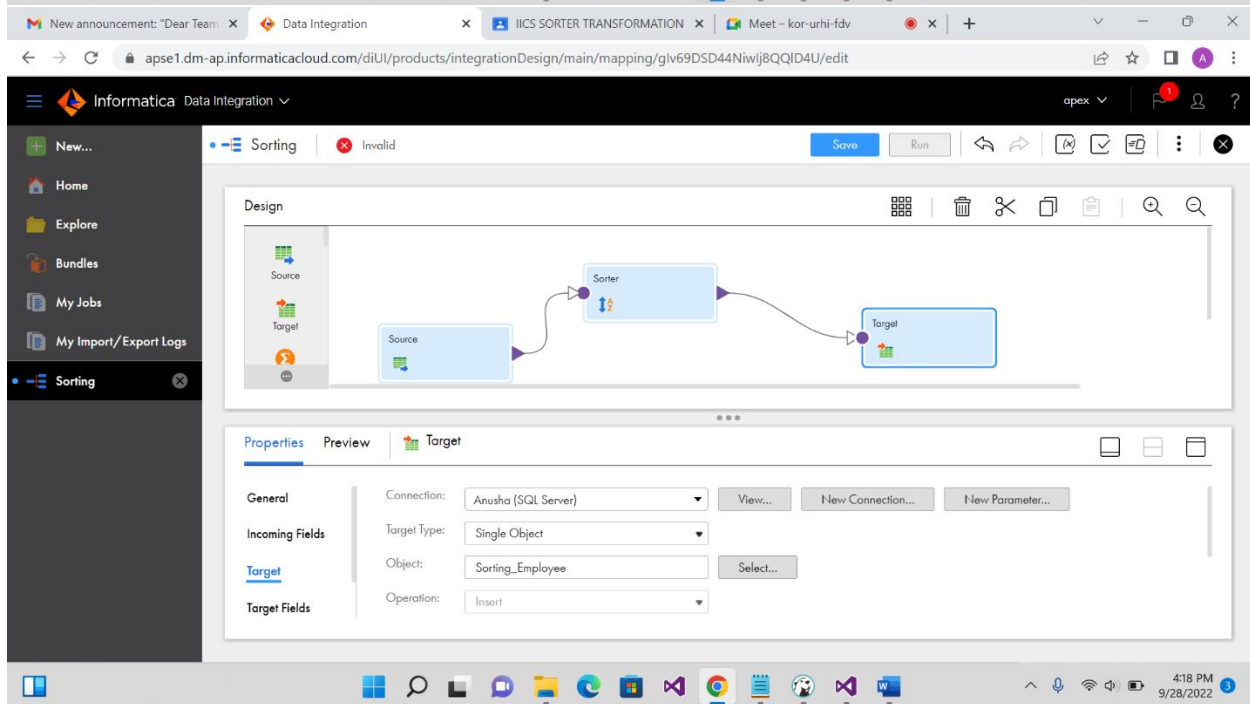 New announcement: "Dear Team
Data Integration
IICS SORTER TRANSFORMATION
Meet – kor-urhi-fdv
apse1.dm-ap.informaticacloud.com/diUI/products/integrationDesign/main/mapping/glv69DSD44NiwIj8QQlD4U/edit
A
Informatica Data Integration
apex
1
?
New...
Sorting
Invalid
Save
Run
Home
Explore
Bundles
My Jobs
My Import/Export Logs
Sorting
Design
Source
Target
Source
Sorter
Target
Properties
Preview
Target
General
Incoming Fields
Target
Target Fields
Connection:
Anusha (SQL Server)
View...
New Connection...
New Parameter...
Target Type:
Single Object
Object:
Sorting_Employee
Select...
Operation:
Insert
4:18 PM
9/28/2022
3